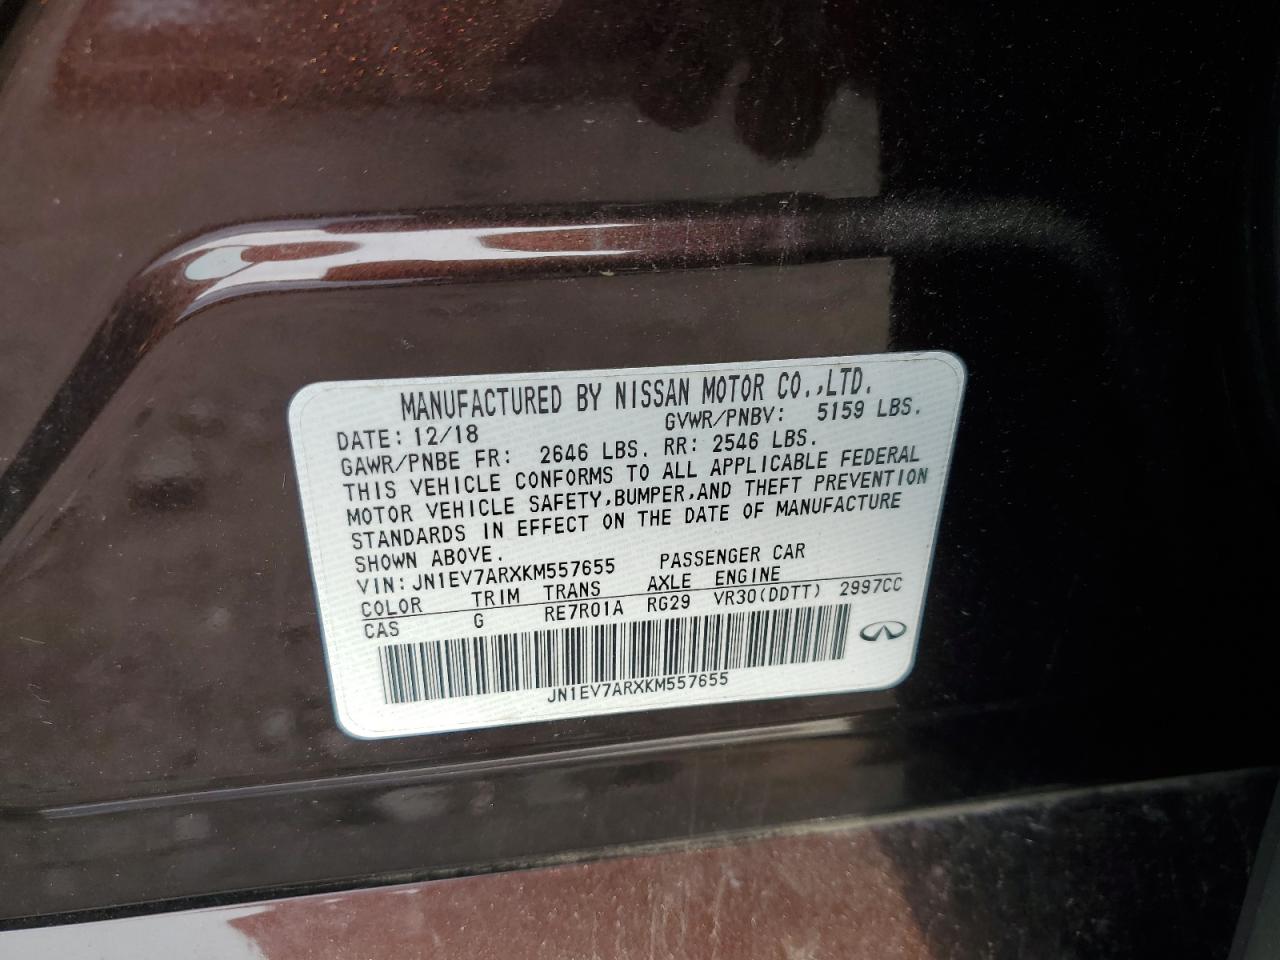 MANUFACTURED BY NISSAN MOTOR CO.,LTD.
DATE: 12/18 GVWR/PNBV: 5159 LBS.
GAWR/PNBE FR: 2646 LBS. RR: 2546 LBS.
THIS VEHICLE CONFORMS TO ALL APPLICABLE FEDERAL
MOTOR VEHICLE SAFETY,BUMPER,AND THEFT PREVENTION
STANDARDS IN EFFECT ON THE DATE OF MANUFACTURE
SHOWN ABOVE.
VIN: JN1EV7ARXKM557655 PASSENGER CAR
COLOR TRIM TRANS AXLE ENGINE
CAS G RE7R01A RG29 VR30(DDTT) 2997CC
JN1EV7ARXKM557655